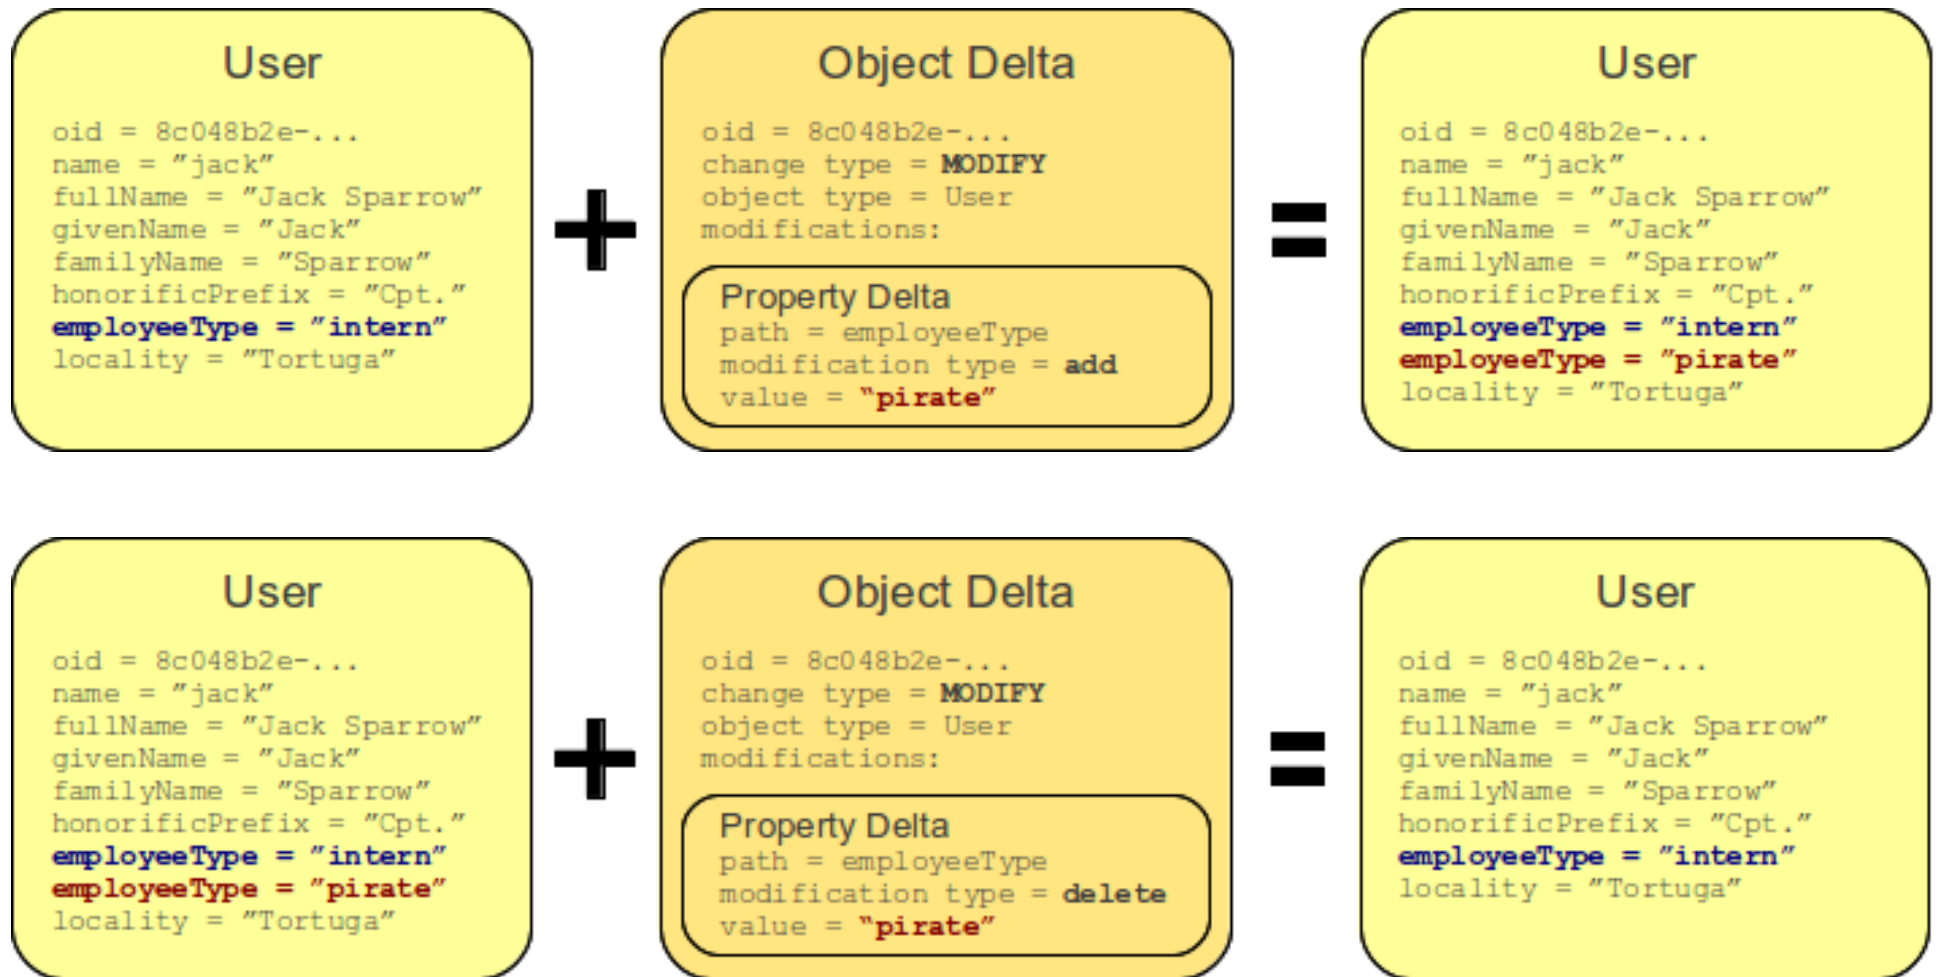 User
oid = 8c048b2e-...
name = ”jack”
fullName = ”Jack Sparrow”
givenName = ”Jack”
familyName = ”Sparrow”
honorificPrefix = ”Cpt.”
employeeType = ”intern”
locality = ”Tortuga”
+
Object Delta
oid = 8c048b2e-...
change type = MODIFY
object type = User
modifications:
Property Delta
path = employeeType
modification type = add
value = “pirate”
=
User
oid = 8c048b2e-...
name = ”jack”
fullName = ”Jack Sparrow”
givenName = ”Jack”
familyName = ”Sparrow”
honorificPrefix = ”Cpt.”
employeeType = ”intern”
employeeType = ”pirate”
locality = ”Tortuga”
User
oid = 8c048b2e-...
name = ”jack”
fullName = ”Jack Sparrow”
givenName = ”Jack”
familyName = ”Sparrow”
honorificPrefix = ”Cpt.”
employeeType = ”intern”
employeeType = ”pirate”
locality = ”Tortuga”
+
Object Delta
oid = 8c048b2e-...
change type = MODIFY
object type = User
modifications:
Property Delta
path = employeeType
modification type = delete
value = “pirate”
=
User
oid = 8c048b2e-...
name = ”jack”
fullName = ”Jack Sparrow”
givenName = ”Jack”
familyName = ”Sparrow”
honorificPrefix = ”Cpt.”
employeeType = ”intern”
locality = ”Tortuga”